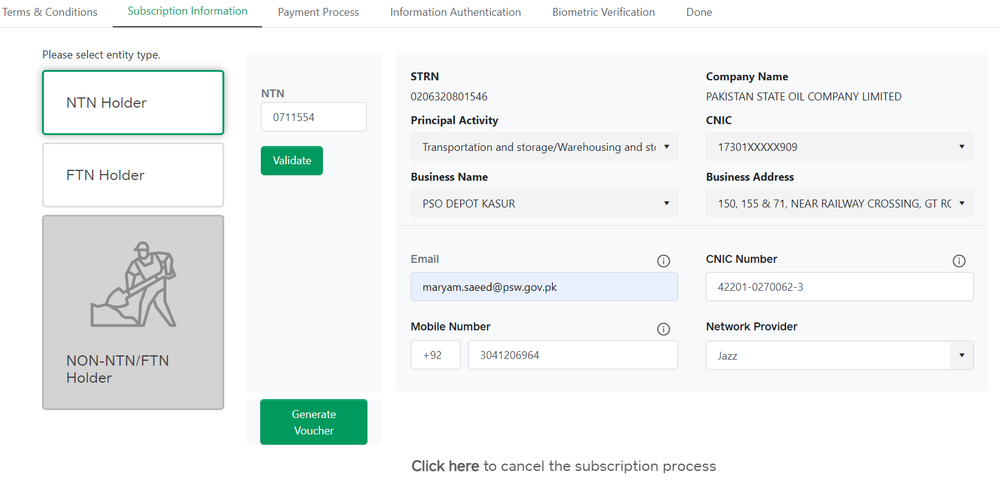 Terms & Conditions
Subscription Information
Payment Process
Information Authentication
Biometric Verification
Done
Please select entity type.
NTN Holder
FTN Holder
NON-NTN/FTN
Holder
NTN
0711554
Validate
Generate
Voucher
STRN
0206320801546
Company Name
PAKISTAN STATE OIL COMPANY LIMITED
Principal Activity
Transportation and storage/Warehousing and
CNIC
17301XXXXX909
Business Name
PSO DEPOT KASUR
Business Address
150, 155 & 71, NEAR RAILWAY CROSSING, GT
Email
maryam.saeed@psw.gov.pk
CNIC Number
42201-0270062-3
Mobile Number
+92
3041206964
Network Provider
Jazz
Click here to cancel the subscription process